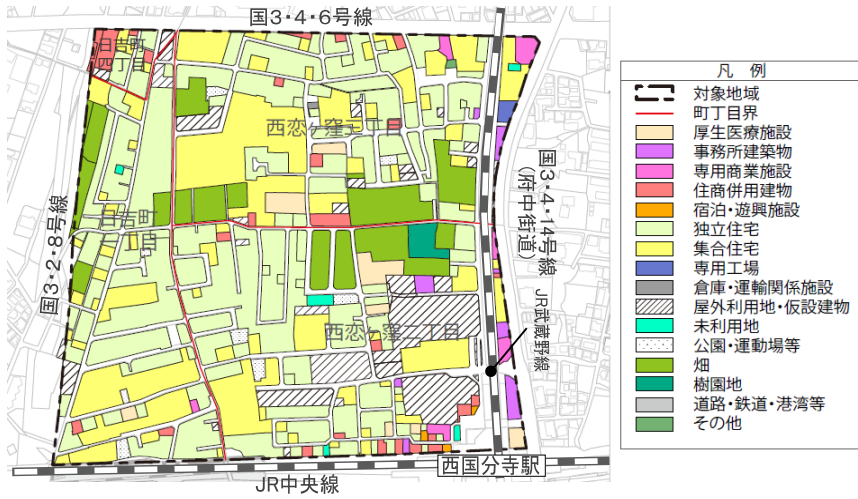 国3・4・6号線
日吉町
四丁目
西恋ヶ窪三丁目
国3・4・14号線
(府中街道)
国3・2・8号線
日吉町
一丁目
JR武蔵野線
西恋ヶ窪二丁目
西国分寺駅
JR中央線
凡 例
対象地域
町丁目界
厚生医療施設
事務所建築物
専用商業施設
住商併用建物
宿泊・遊興施設
独立住宅
集合住宅
専用工場
倉庫・運輸関係施設
屋外利用地・仮設建物
未利用地
公園・運動場等
畑
樹園地
道路・鉄道・港湾等
その他